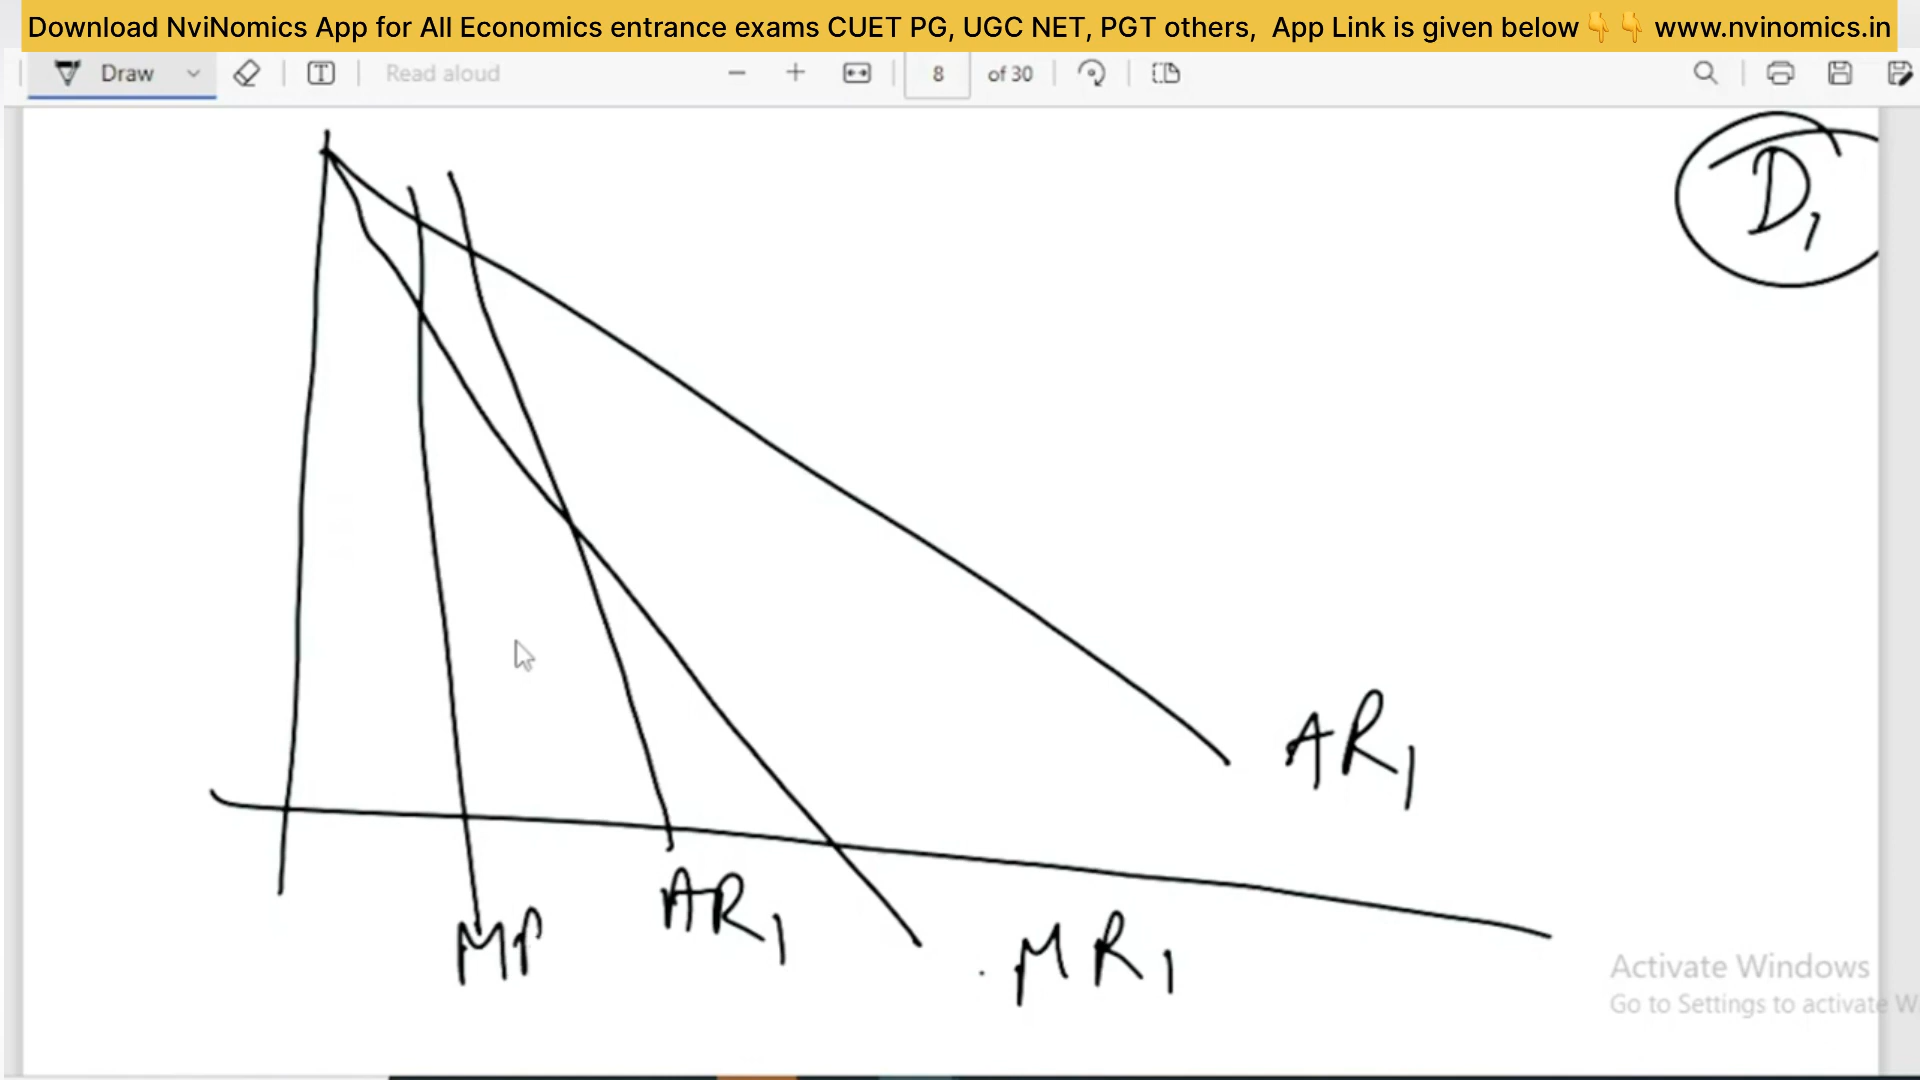 Download NviNomics App for All Economics entrance exams CUET PG, UGC NET, PGT others, App Link is given below👇👇 www.nvinomics.in
Draw
T
Read aloud
8 of 30
D1
AR1
AR1
MR1
Activate Windows
Go to Settings to activate W